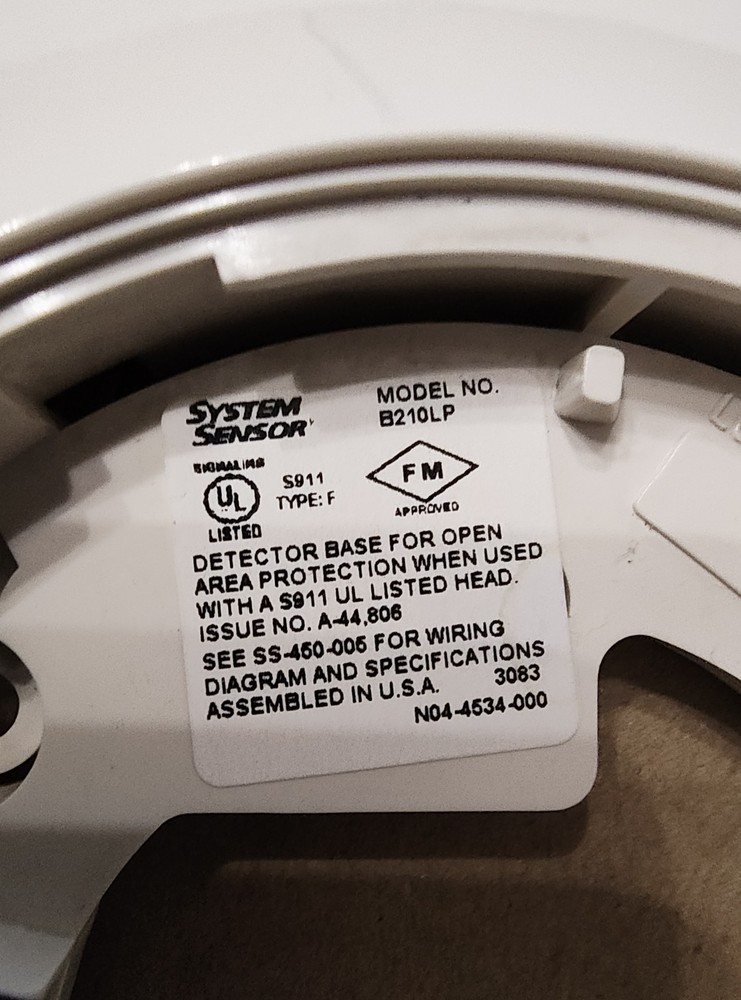 SYSTEM
SENSOR
MODEL NO.
B210LP
SIGNALING
UL
LISTED
S911
TYPE: F
FM
APPROVED
DETECTOR BASE FOR OPEN
AREA PROTECTION WHEN USED
WITH A S911 UL LISTED HEAD.
ISSUE NO. A-44,806
SEE SS-450-005 FOR WIRING
DIAGRAM AND SPECIFICATIONS
ASSEMBLED IN U.S.A. 3083
N04-4534-000